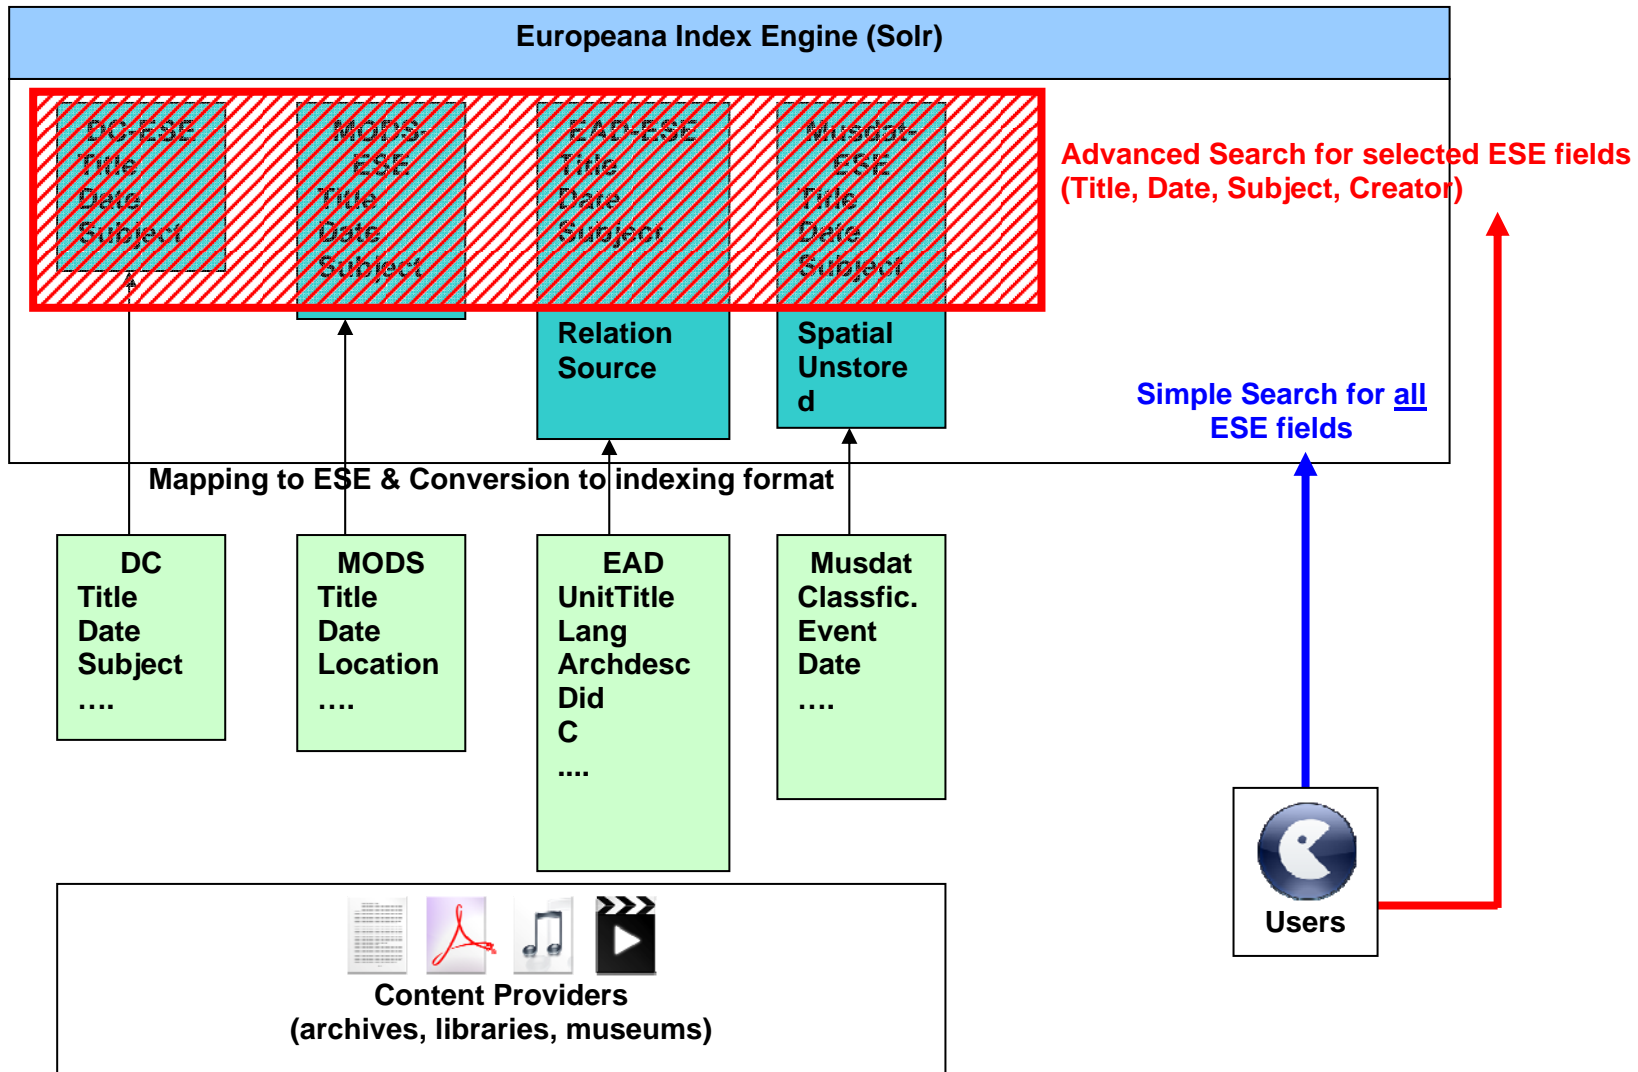 Europeana Index Engine (Solr)
DC-ESE
Title
Date
Subject
MODS-
ESE
Title
Date
Subject
EAD-ESE
Title
Date
Subject
Relation
Source
Musdat-
ESE
Title
Date
Subject
Spatial
Unstore
d
Advanced Search for selected ESE fields
(Title, Date, Subject, Creator)
Simple Search for all
ESE fields
Mapping to ESE & Conversion to indexing format
DC
Title
Date
Subject
….
MODS
Title
Date
Location
….
EAD
UnitTitle
Lang
Archdesc
Did
C
....
Musdat
Classfic.
Event
Date
….
Users
Content Providers
(archives, libraries, museums)